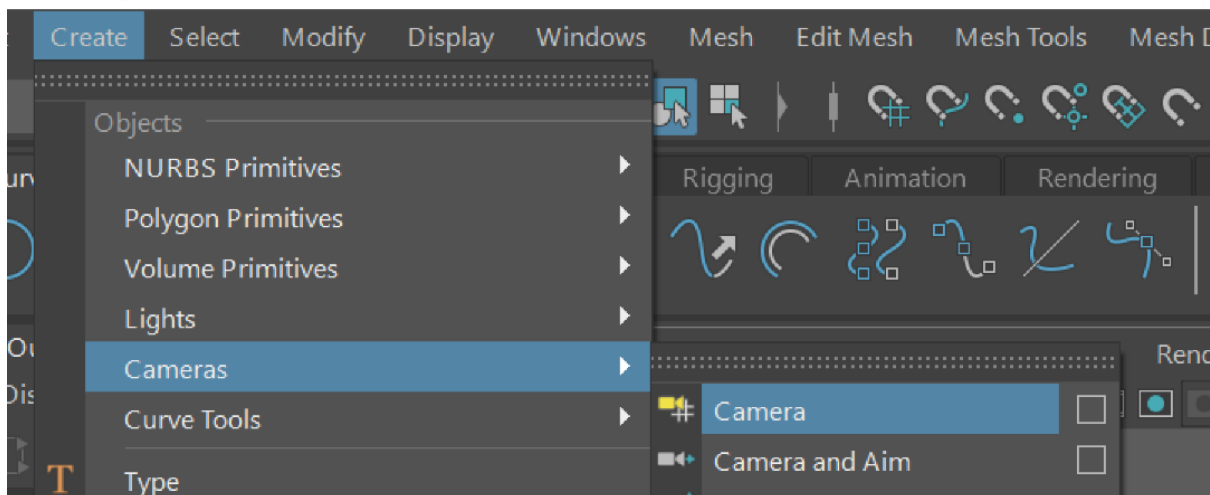 Create Select Modify Display Windows Mesh Edit Mesh Mesh Tools Mesh
Objects
NURBS Primitives
Rigging Animation Rendering
Polygon Primitives
Volume Primitives
Lights
Cameras
Curve Tools
Type
Camera
Camera and Aim